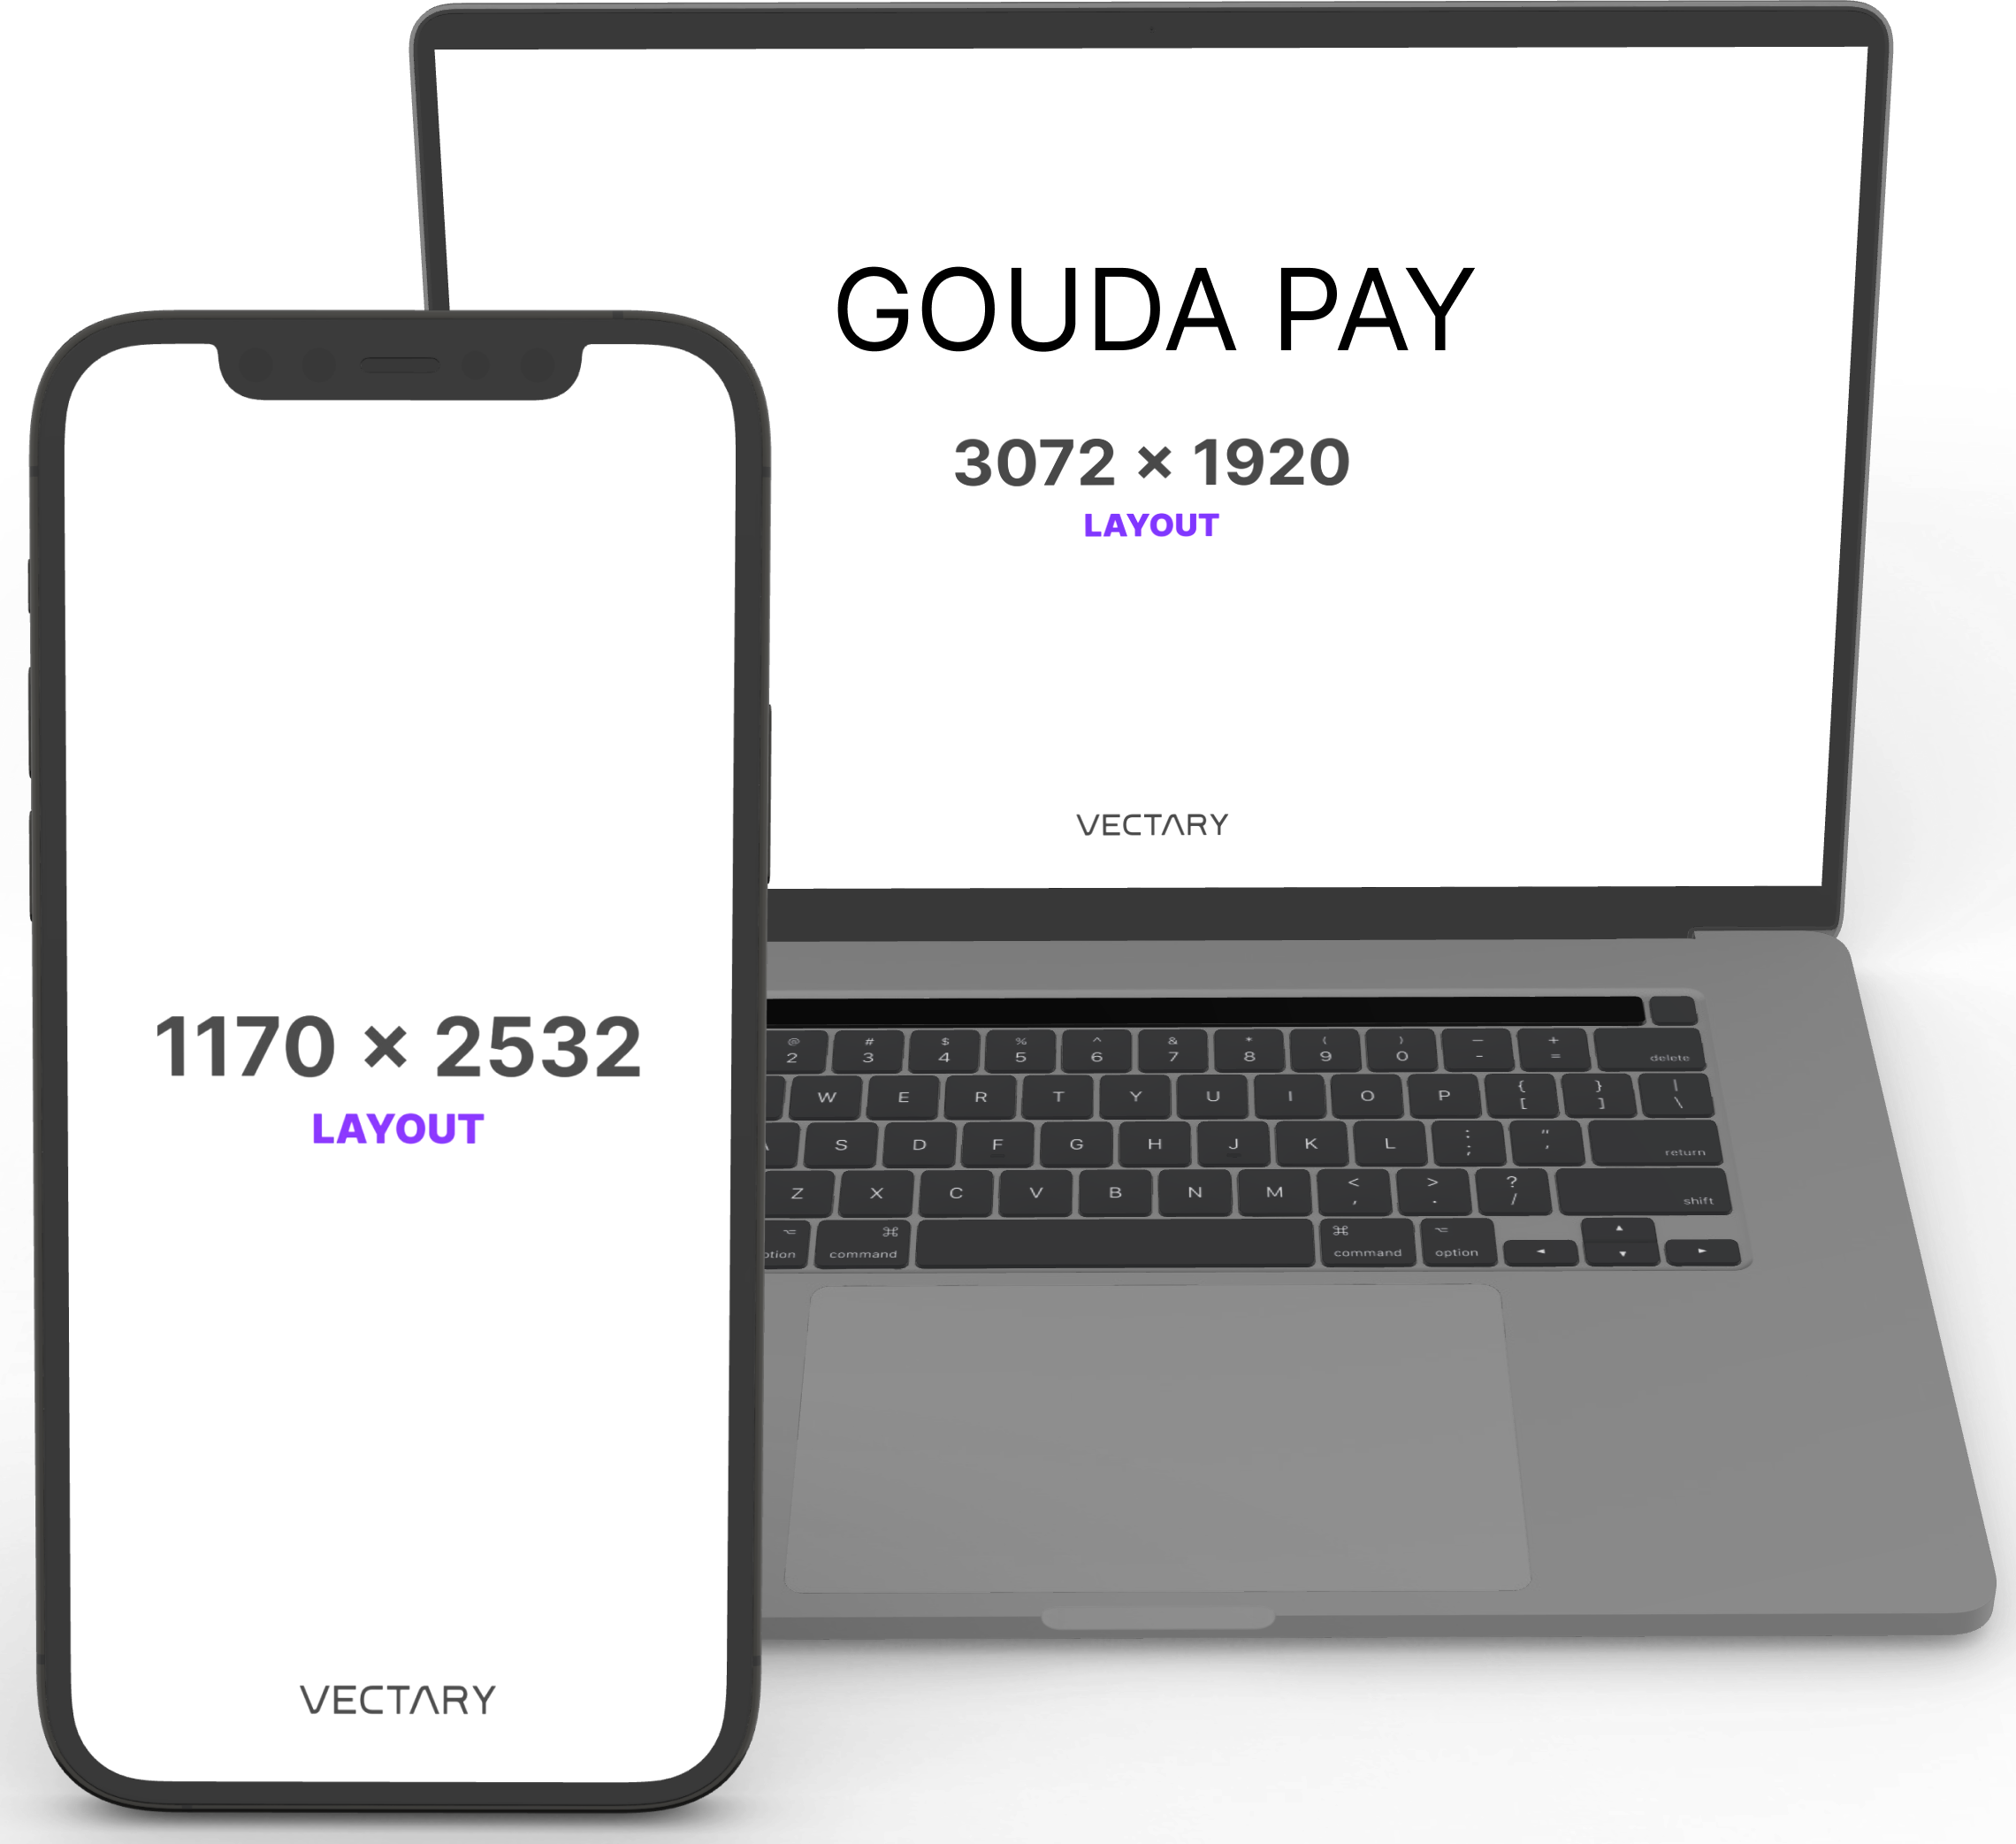 GOUDA PAY
3072 × 1920
LAYOUT
VECTARY
1170 × 2532
LAYOUT
VECTARY
@ # $ % ^ & * ( ) — +
2 3 4 5 6 7 8 9 0 - = delete
W E R T Y U I O P { [ } ] | \
S D F G H J K L : ; " ' return
Z X C V B N M < , > . ? / shift
⌥ ⌘ ⌘ ⌥
command command option